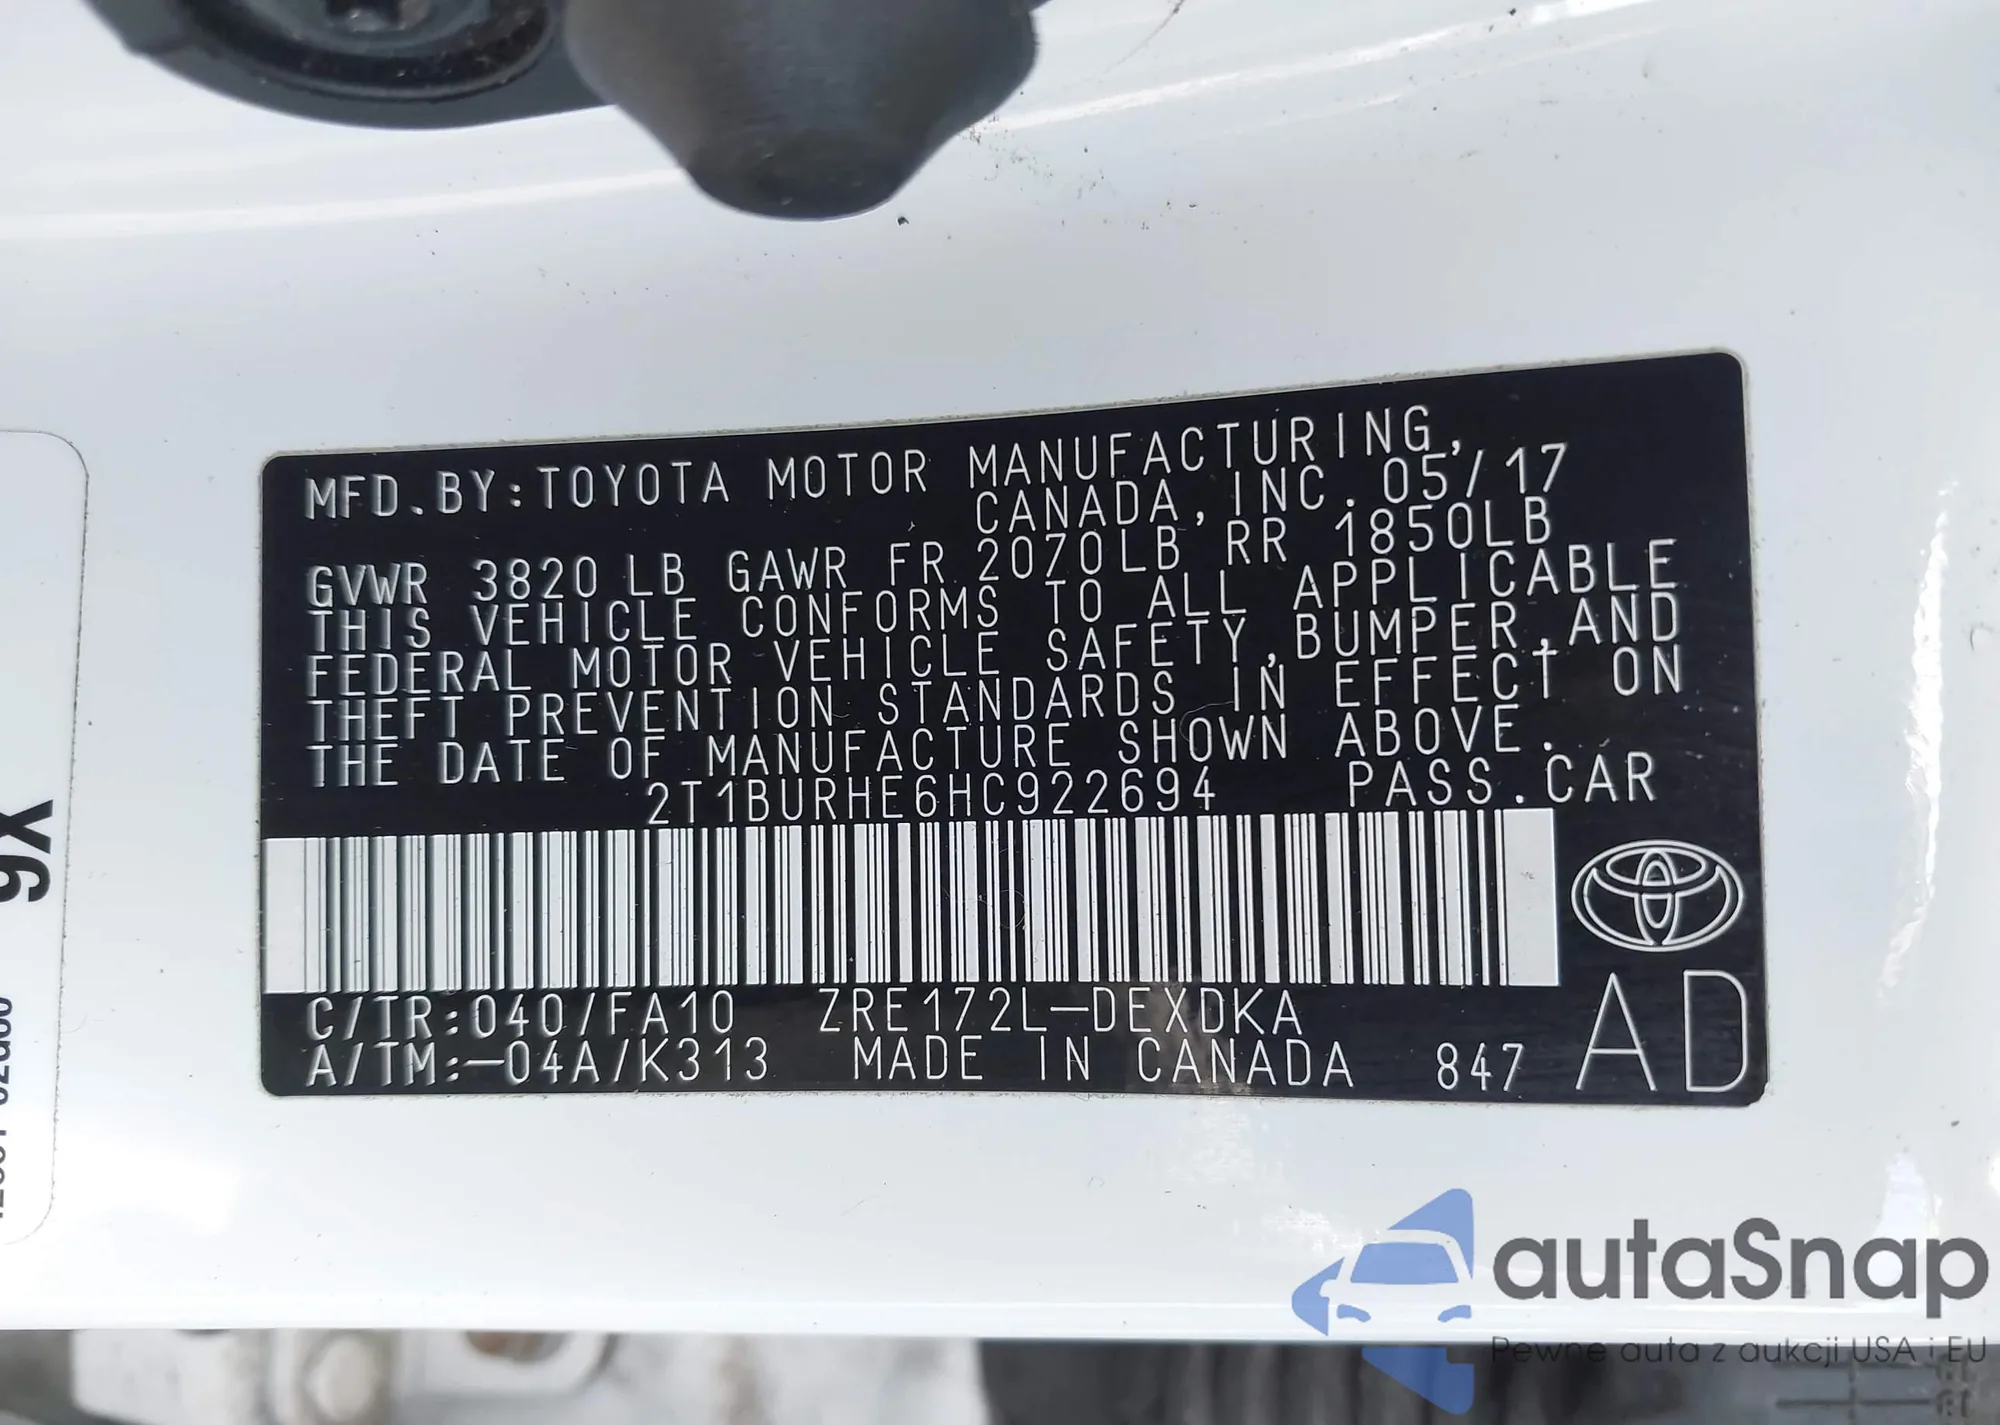 MFD.BY:TOYOTA MOTOR MANUFACTURING,
CANADA,INC. 05/17
GVWR 3820 LB GAWR FR 2070LB RR 1850LB
THIS VEHICLE CONFORMS TO ALL APPLICABLE
FEDERAL MOTOR VEHICLE SAFETY,BUMPER,AND
THEFT PREVENTION STANDARDS IN EFFECT ON
THE DATE OF MANUFACTURE SHOWN ABOVE.
2T1BURHE6HC922694 PASS.CAR
C/TR:040/FA10 ZRE172L-DEXDKA
A/TM:-04A/K313 MADE IN CANADA 847
AD
9X
autaSnap
Pewne auta z aukcji USA i EU